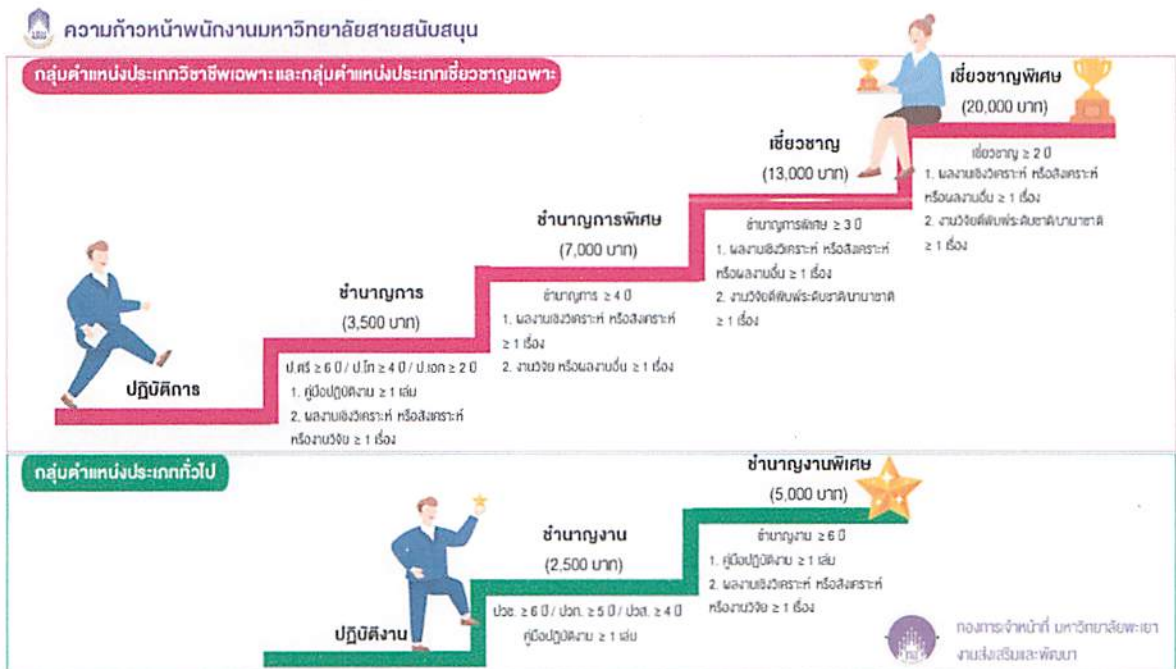 ความก้าวหน้าพนักงานมหาวิทยาลัยสายสนับสนุน
กลุ่มตำแหน่งประเภทวิชาชีพเฉพาะ และกลุ่มตำแหน่งประเภทเชี่ยวชาญเฉพาะ
เชี่ยวชาญพิเศษ
(20,000 บาท)
เชี่ยวชาญ ≥ 2 ปี
1. ผลงานเชิงวิเคราะห์ หรือสังเคราะห์
หรือผลงานอื่น ≥ 1 เรื่อง
2. งานวิจัยตีพิมพ์ระดับชาติ/นานาชาติ
≥ 1 เรื่อง
เชี่ยวชาญ
(13,000 บาท)
ชำนาญการพิเศษ ≥ 3 ปี
1. ผลงานเชิงวิเคราะห์ หรือสังเคราะห์
หรือผลงานอื่น ≥ 1 เรื่อง
2. งานวิจัยตีพิมพ์ระดับชาติ/นานาชาติ
≥ 1 เรื่อง
ชำนาญการพิเศษ
(7,000 บาท)
ชำนาญการ ≥ 4 ปี
1. ผลงานเชิงวิเคราะห์ หรือสังเคราะห์
≥ 1 เรื่อง
2. งานวิจัย หรือผลงานอื่น ≥ 1 เรื่อง
ชำนาญการ
(3,500 บาท)
ป.ตรี ≥ 6 ปี / ป.โท ≥ 4 ปี / ป.เอก ≥ 2 ปี
1. คู่มือปฏิบัติงาน ≥ 1 เล่ม
2. ผลงานเชิงวิเคราะห์ หรือสังเคราะห์
หรืองานวิจัย ≥ 1 เรื่อง
ปฏิบัติการ
กลุ่มตำแหน่งประเภททั่วไป
ชำนาญงานพิเศษ
(5,000 บาท)
ชำนาญงาน ≥ 6 ปี
1. คู่มือปฏิบัติงาน ≥ 1 เล่ม
2. ผลงานเชิงวิเคราะห์ หรือสังเคราะห์
หรืองานวิจัย ≥ 1 เรื่อง
ชำนาญงาน
(2,500 บาท)
ปวช. ≥ 6 ปี / ปวท. ≥ 5 ปี / ปวส. ≥ 4 ปี
คู่มือปฏิบัติงาน ≥ 1 เล่ม
ปฏิบัติงาน
กองการเจ้าหน้าที่ มหาวิทยาลัยพะเยา
งานส่งเสริมและพัฒนา